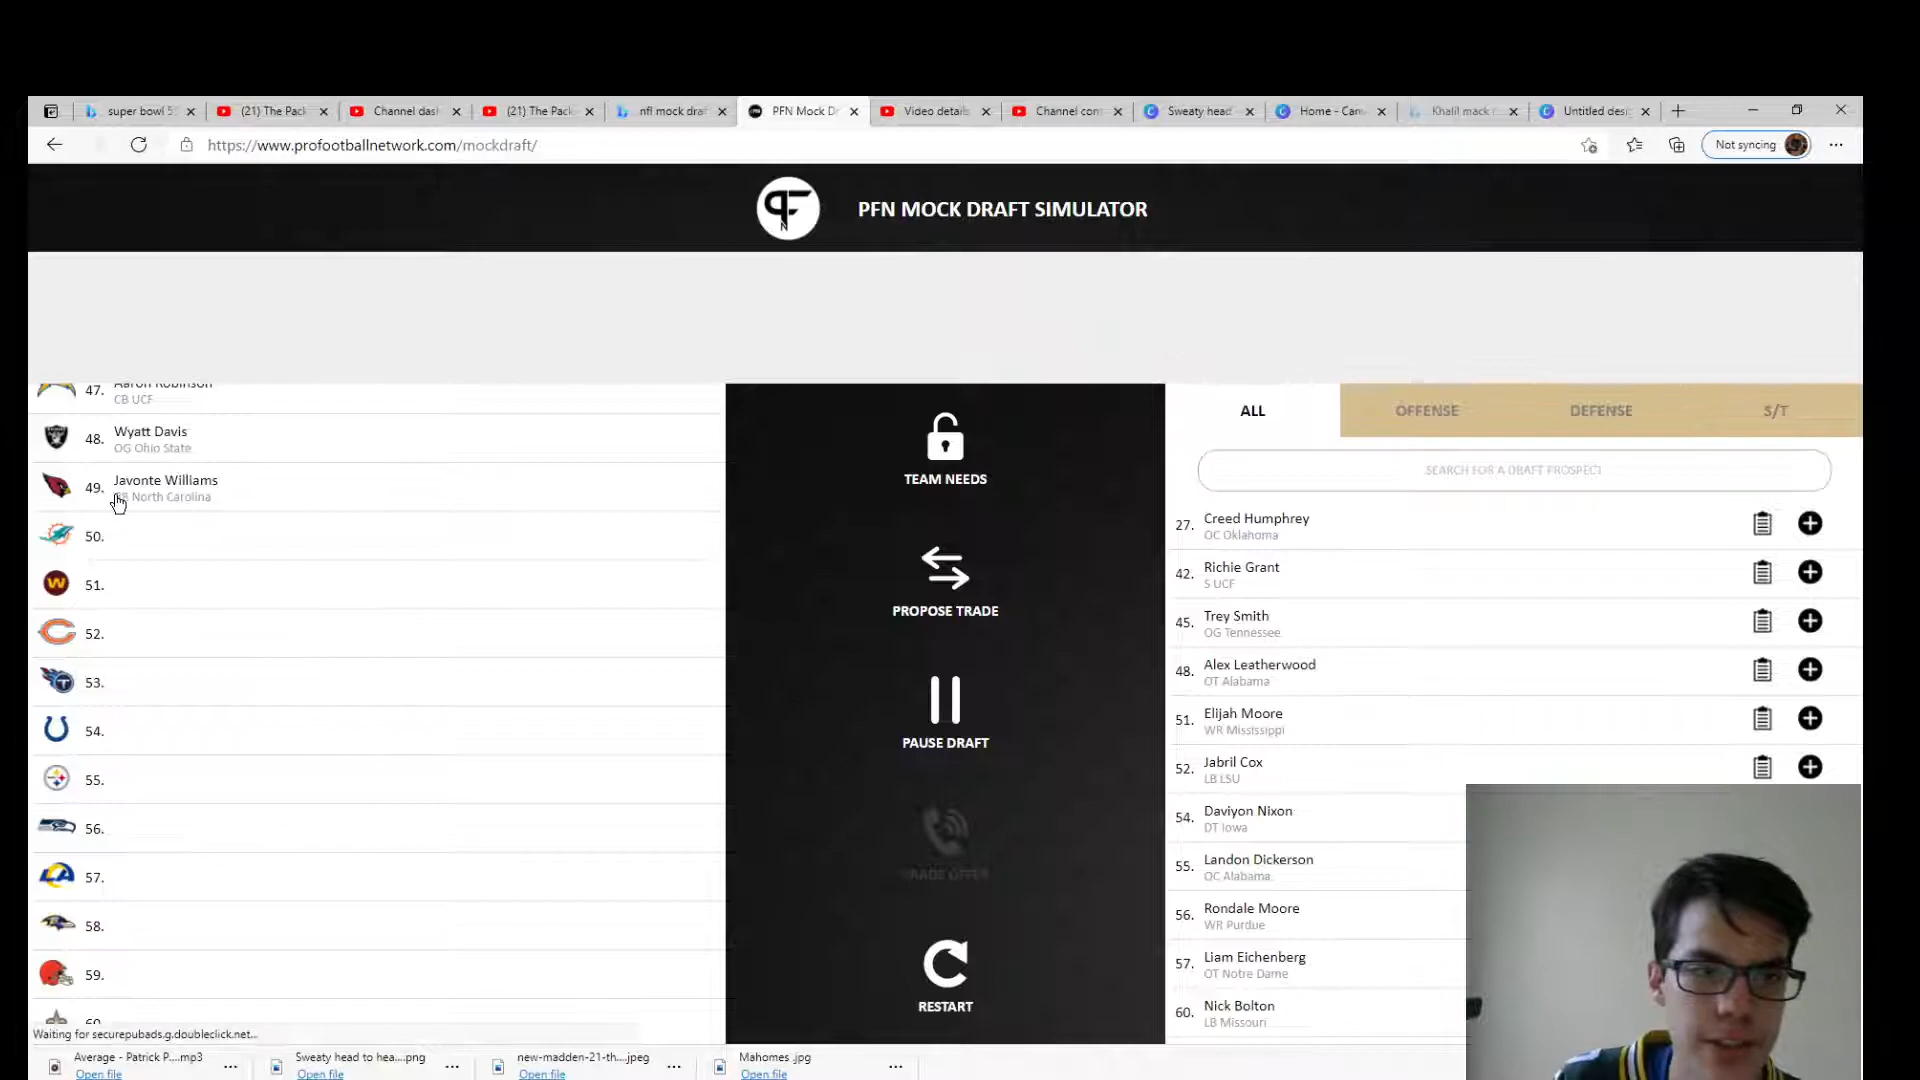 super bowl 5
(21) The Pack
Channel dash
(21) The Pack
nfl mock draf
PFN Mock Dr
Video details
Channel con
Sweaty head
Home - Can
Khalil mack
Untitled desi
https://www.profootballnetwork.com/mockdraft/
Not syncing
PFN MOCK DRAFT SIMULATOR
47. Aaron Robinson
CB UCF
48. Wyatt Davis
OG Ohio State
49. Javonte Williams
North Carolina
50.
51.
52.
53.
54.
55.
56.
57.
58.
59.
60.
Waiting for securepubads.g.doubleclick.net...
TEAM NEEDS
PROPOSE TRADE
PAUSE DRAFT
TRADE OFFER
RESTART
ALL
OFFENSE
DEFENSE
S/T
SEARCH FOR A DRAFT PROSPECT
27. Creed Humphrey
OC Oklahoma
42. Richie Grant
S UCF
45. Trey Smith
OG Tennessee
48. Alex Leatherwood
OT Alabama
51. Elijah Moore
WR Mississippi
52. Jabril Cox
LB LSU
54. Daviyon Nixon
DT Iowa
55. Landon Dickerson
OC Alabama
56. Rondale Moore
WR Purdue
57. Liam Eichenberg
OT Notre Dame
60. Nick Bolton
LB Missouri
Average - Patrick P....mp3
Open file
Sweaty head to hea....png
Open file
new-madden-21-th....jpeg
Open file
Mahomes .jpg
Open file